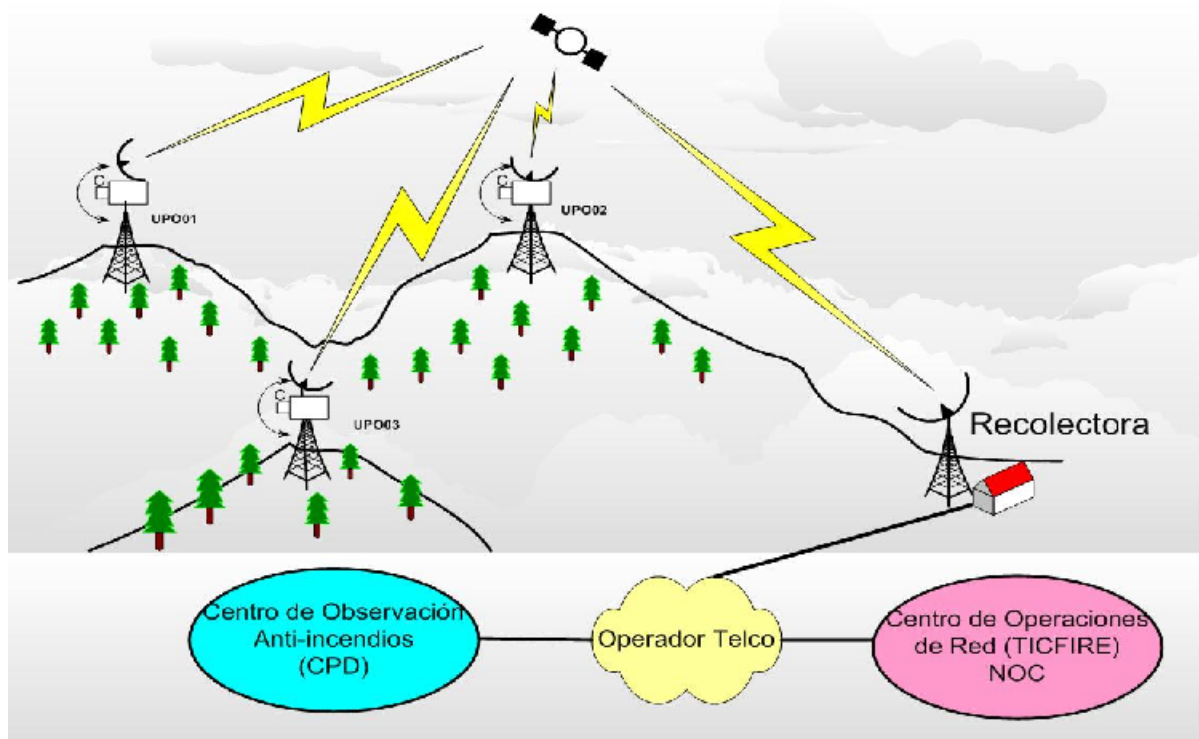 C
UPO01
C
UPO02
C
UPO03
Recolectora
Centro de Observación
Anti-incendios
(CPD)
Operador Telco
Centro de Operaciones
de Red (TICFIRE)
NOC